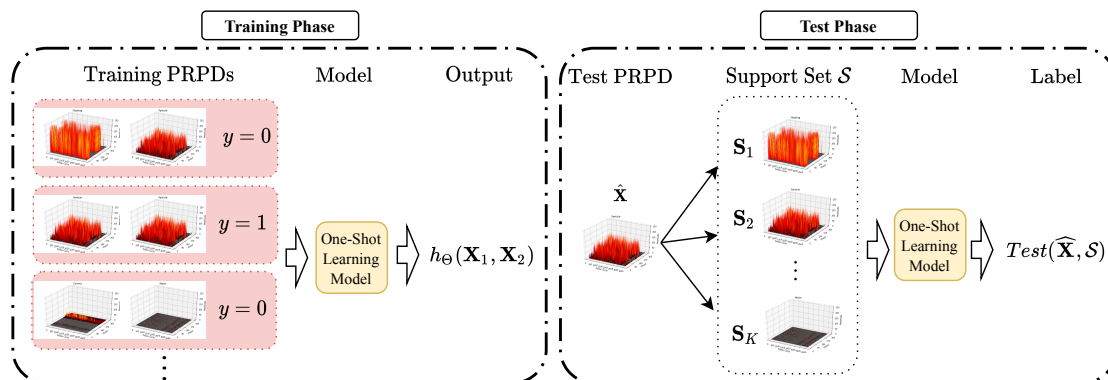 Training Phase
Training PRPDs
Model
Output
y = 0
y = 1
y = 0
One-Shot
Learning
Model
h_Θ(𝐗_1, 𝐗_2)
Test Phase
Test PRPD
Support Set 𝒮
Model
Label
𝐗̂
𝐒_1
𝐒_2
𝐒_K
One-Shot
Learning
Model
Test(𝐗̂, 𝒮)